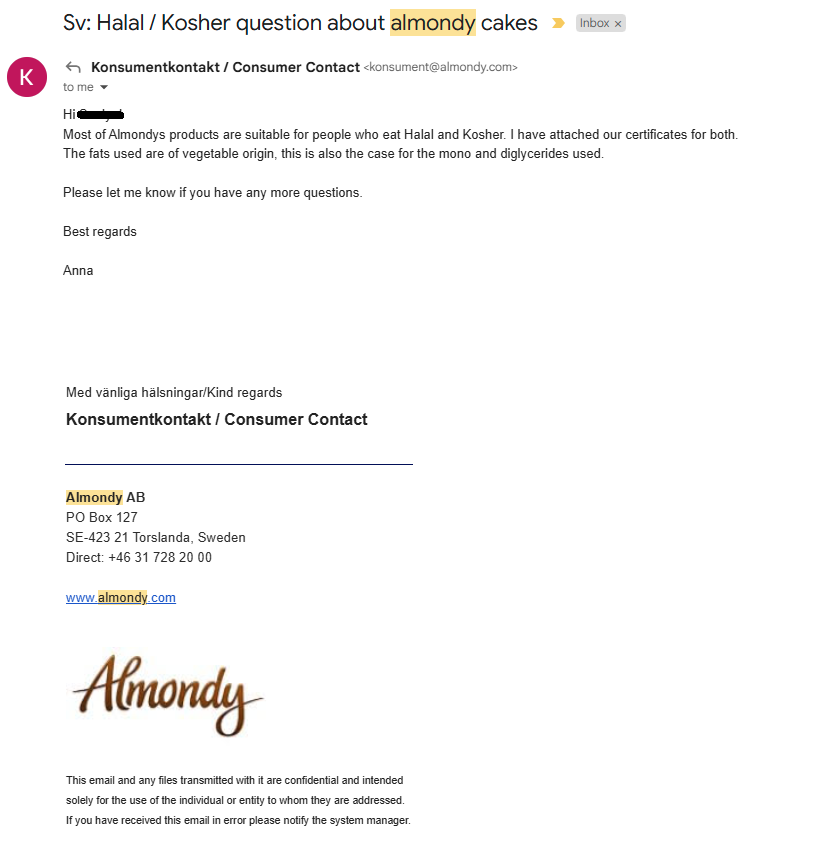 Sv: Halal / Kosher question about almondy cakes
Inbox ×
K
Konsumentkontakt / Consumer Contact <konsument@almondy.com>
to me
Hi
Most of Almondys products are suitable for people who eat Halal and Kosher. I have attached our certificates for both.
The fats used are of vegetable origin, this is also the case for the mono and diglycerides used.
Please let me know if you have any more questions.
Best regards
Anna
Med vänliga hälsningar/Kind regards
Konsumentkontakt / Consumer Contact
Almondy AB
PO Box 127
SE-423 21 Torslanda, Sweden
Direct: +46 31 728 20 00
www.almondy.com
Almondy
This email and any files transmitted with it are confidential and intended
solely for the use of the individual or entity to whom they are addressed.
If you have received this email in error please notify the system manager.